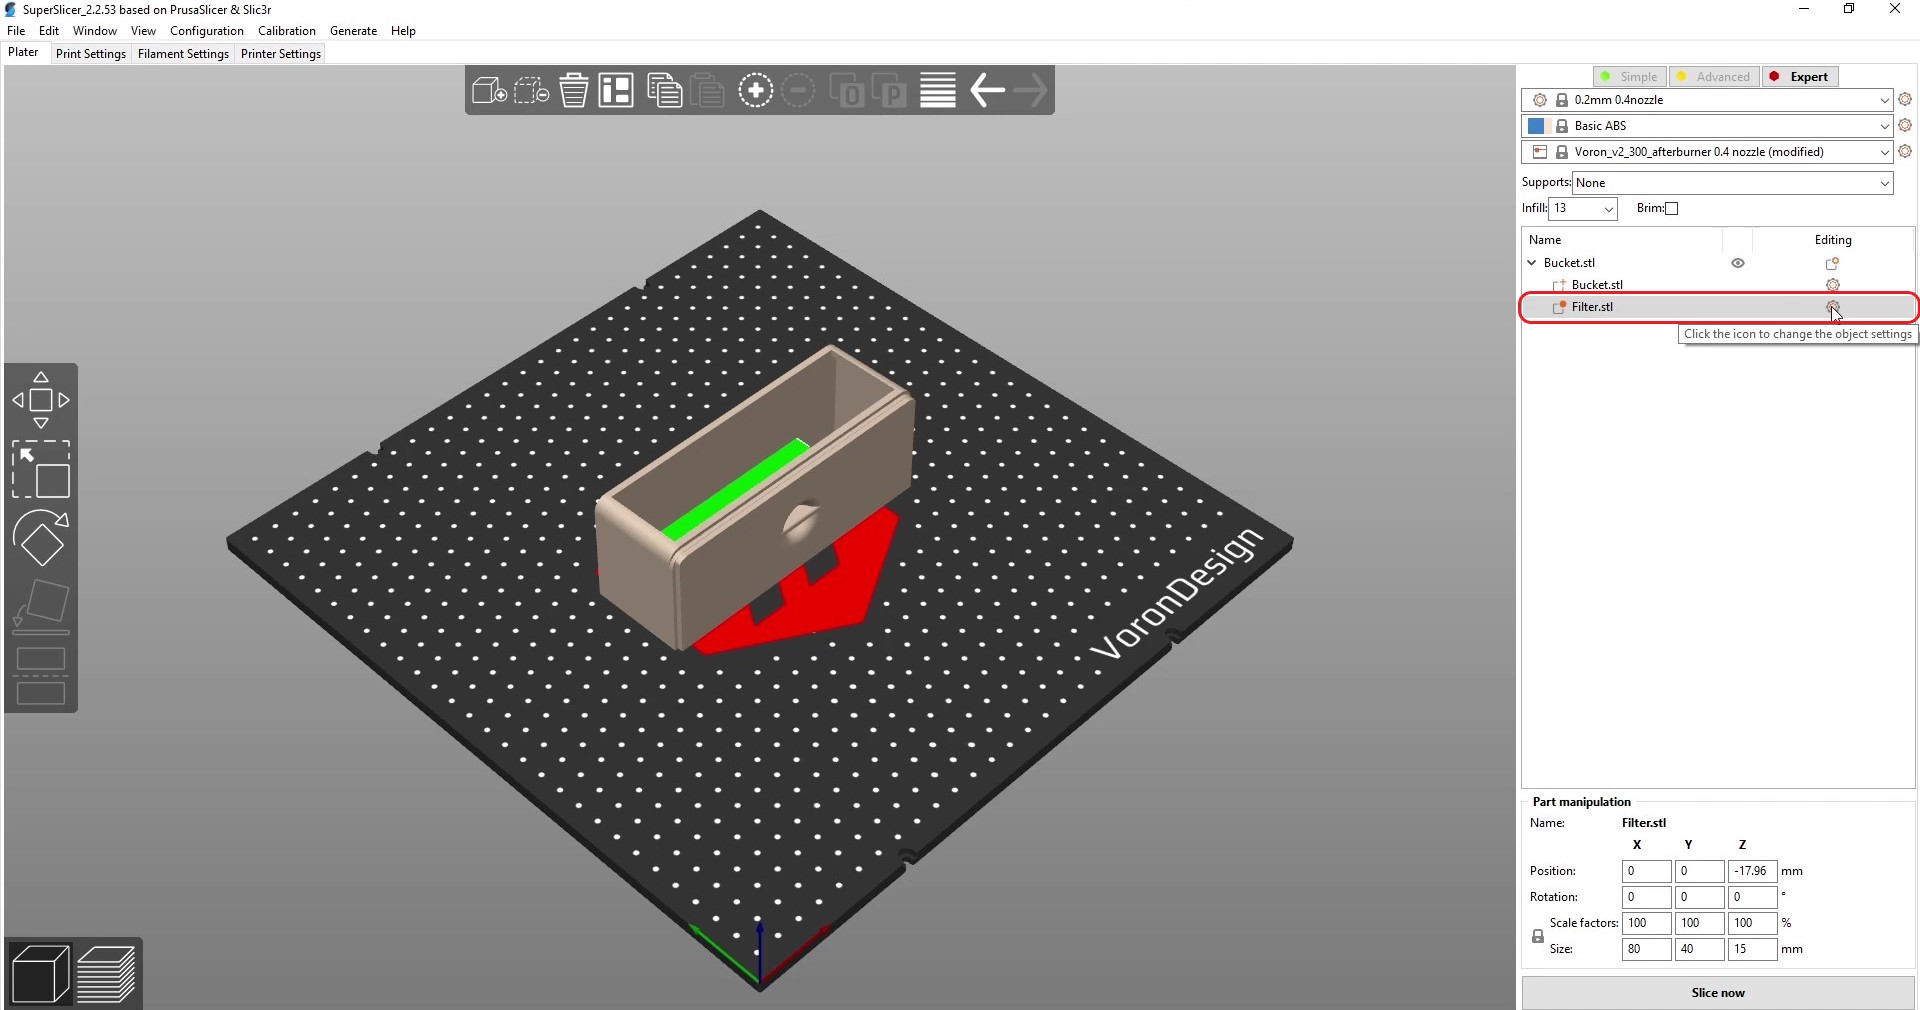 SuperSlicer_2.2.53 based on PrusaSlicer & Slic3r
File Edit Window View Configuration Calibration Generate Help
Plater Print Settings Filament Settings Printer Settings
Simple Advanced Expert
0.2mm 0.4nozzle
Basic ABS
Voron_v2_300_afterburner 0.4 nozzle (modified)
Supports: None
Infill: 13 Brim:
Name Editing
Bucket.stl
Bucket.stl
Filter.stl
Click the icon to change the object settings
O P
VoronDesign
Part manipulation
Name: Filter.stl
X Y Z
Position: 0 0 -17.96 mm
Rotation: 0 0 0 °
Scale factors: 100 100 100 %
Size: 80 40 15 mm
Slice now